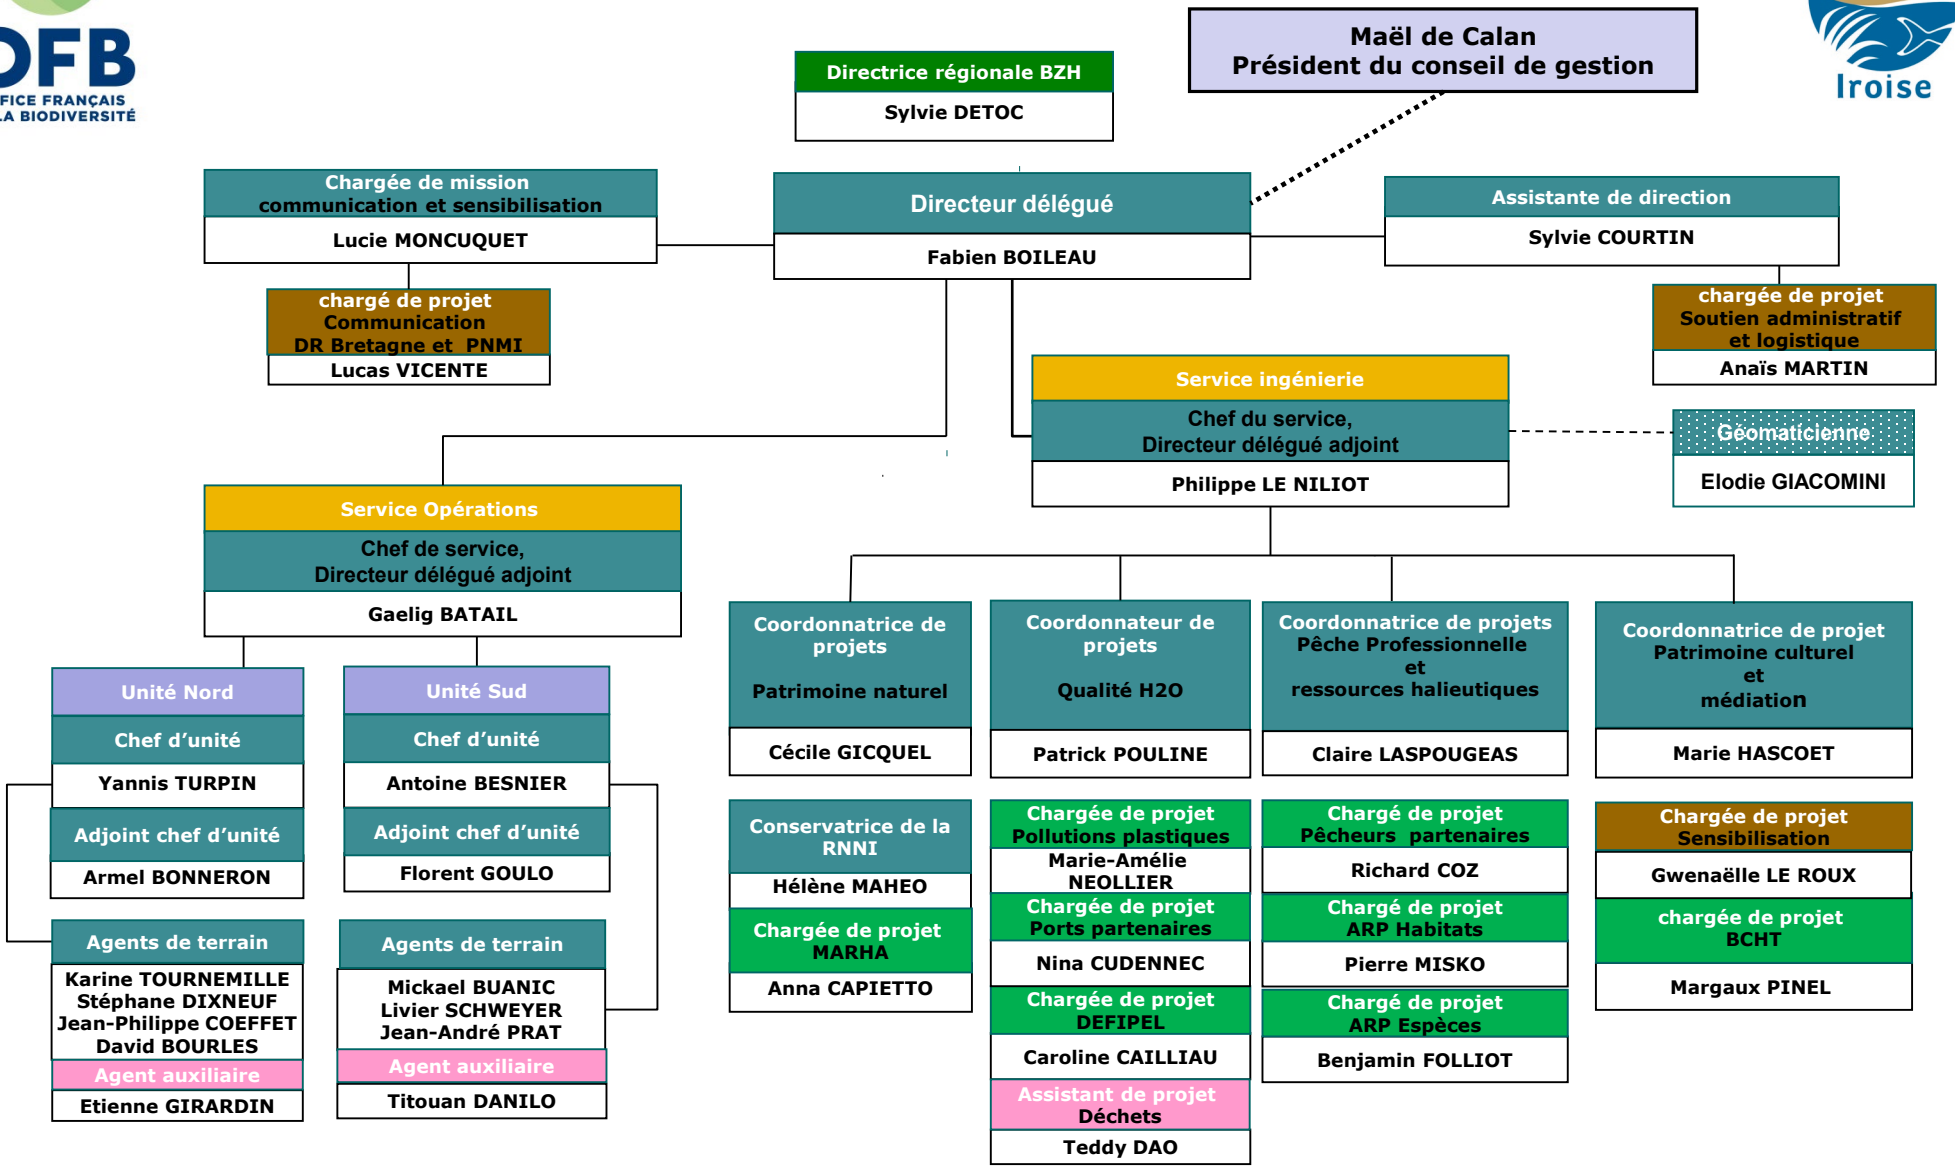 OFB
OFFICE FRANÇAIS
LA BIODIVERSITÉ
Directrice régionale BZH
Sylvie DETOC
Maël de Calan
Président du conseil de gestion
Iroise
Chargée de mission
communication et sensibilisation
Lucie MONCUQUET
Directeur délégué
Fabien BOILEAU
Assistante de direction
Sylvie COURTIN
chargé de projet
Communication
DR Bretagne et PNMI
Lucas VICENTE
chargée de projet
Soutien administratif
et logistique
Anaïs MARTIN
Service ingénierie
Chef du service,
Directeur délégué adjoint
Philippe LE NILIOT
Géomaticienne
Elodie GIACOMINI
Service Opérations
Chef de service,
Directeur délégué adjoint
Gaelig BATAIL
Unité Nord
Chef d’unité
Yannis TURPIN
Adjoint chef d’unité
Armel BONNERON
Agents de terrain
Karine TOURNEMILLE
Stéphane DIXNEUF
Jean-Philippe COEFFET
David BOURLES
Agent auxiliaire
Etienne GIRARDIN
Unité Sud
Chef d’unité
Antoine BESNIER
Adjoint chef d’unité
Florent GOULO
Agents de terrain
Mickael BUANIC
Livier SCHWEYER
Jean-André PRAT
Agent auxiliaire
Titouan DANILO
Coordonnatrice de
projets
Patrimoine naturel
Cécile GICQUEL
Conservatrice de la
RNNI
Hélène MAHEO
Chargée de projet
MARHA
Anna CAPIETTO
Coordonnateur de
projets
Qualité H2O
Patrick POULINE
Chargée de projet
Pollutions plastiques
Marie-Amélie
NEOLLIER
Chargée de projet
Ports partenaires
Nina CUDENNEC
Chargée de projet
DEFIPEL
Caroline CAILLIAU
Assistant de projet
Déchets
Teddy DAO
Coordonnatrice de projets
Pêche Professionnelle
et
ressources halieutiques
Claire LASPOUGEAS
Chargé de projet
Pêcheurs partenaires
Richard COZ
Chargé de projet
ARP Habitats
Pierre MISKO
Chargé de projet
ARP Espèces
Benjamin FOLLIOT
Coordonnatrice de projet
Patrimoine culturel
et
médiation
Marie HASCOET
Chargée de projet
Sensibilisation
Gwenaëlle LE ROUX
chargée de projet
BCHT
Margaux PINEL